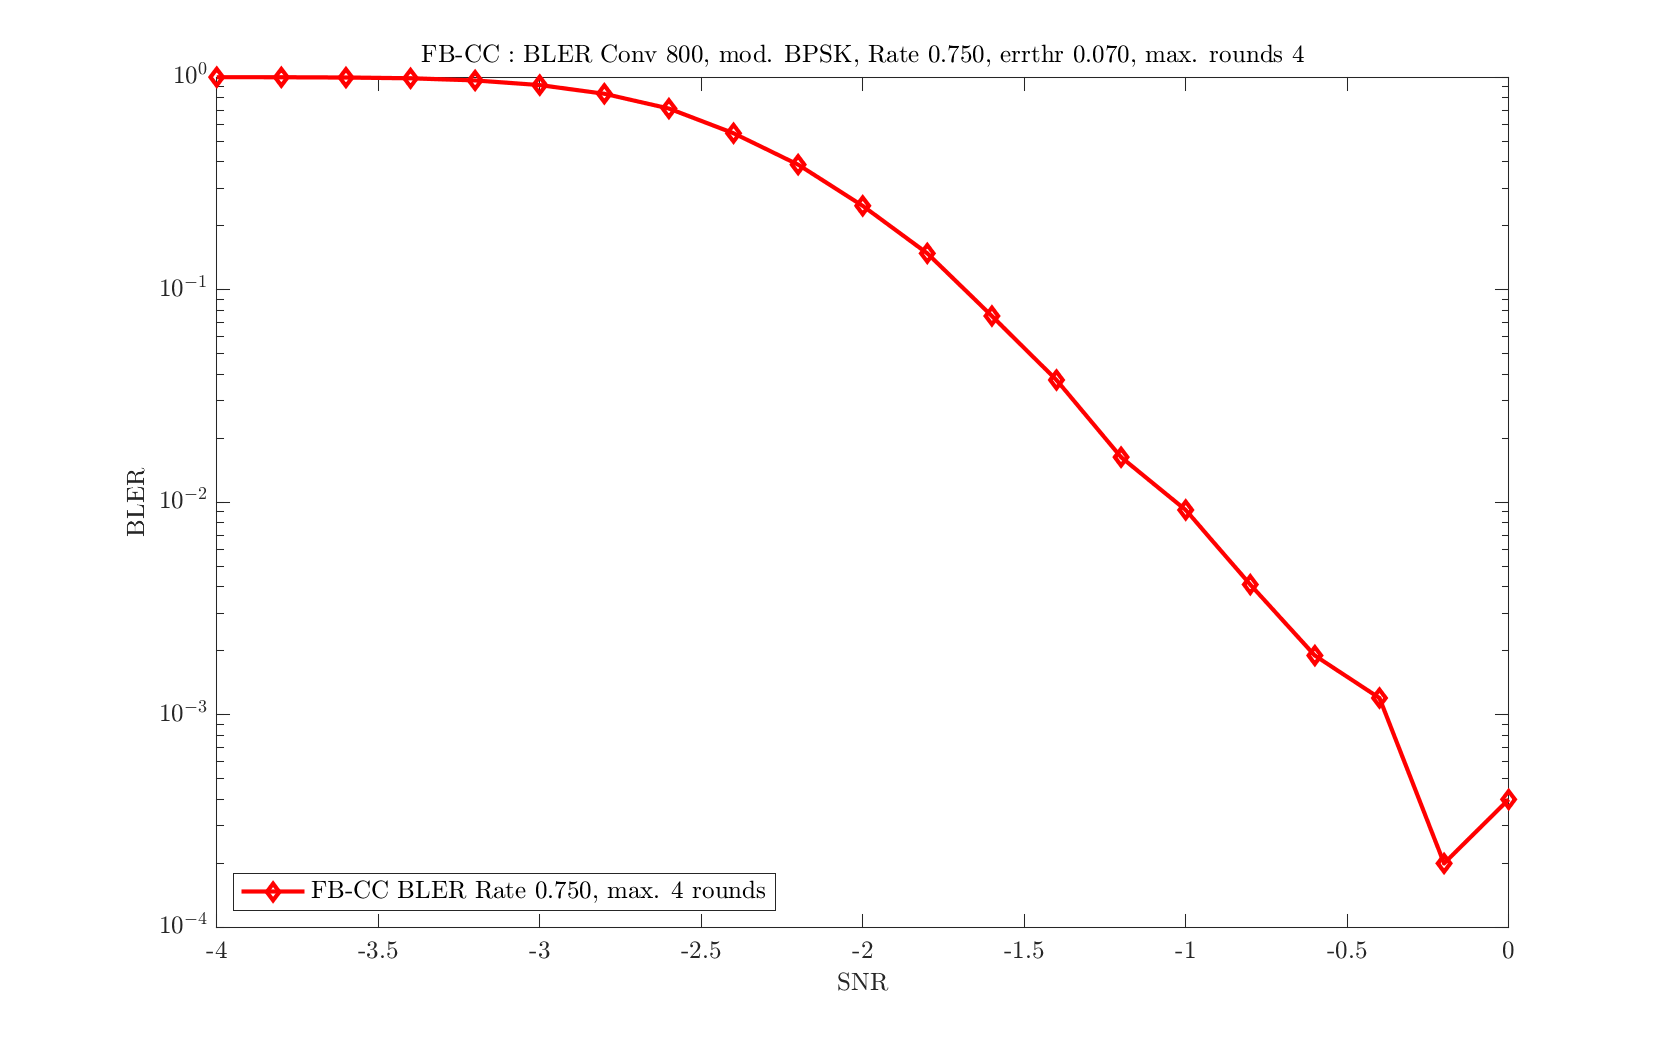 FB-CC : BLER Conv 800, mod. BPSK, Rate 0.750, errthr 0.070, max. rounds 4
10^0
10^−1
10^−2
10^−3
10^−4
BLER
FB-CC BLER Rate 0.750, max. 4 rounds
-4 -3.5 -3 -2.5 -2 -1.5 -1 -0.5 0
SNR